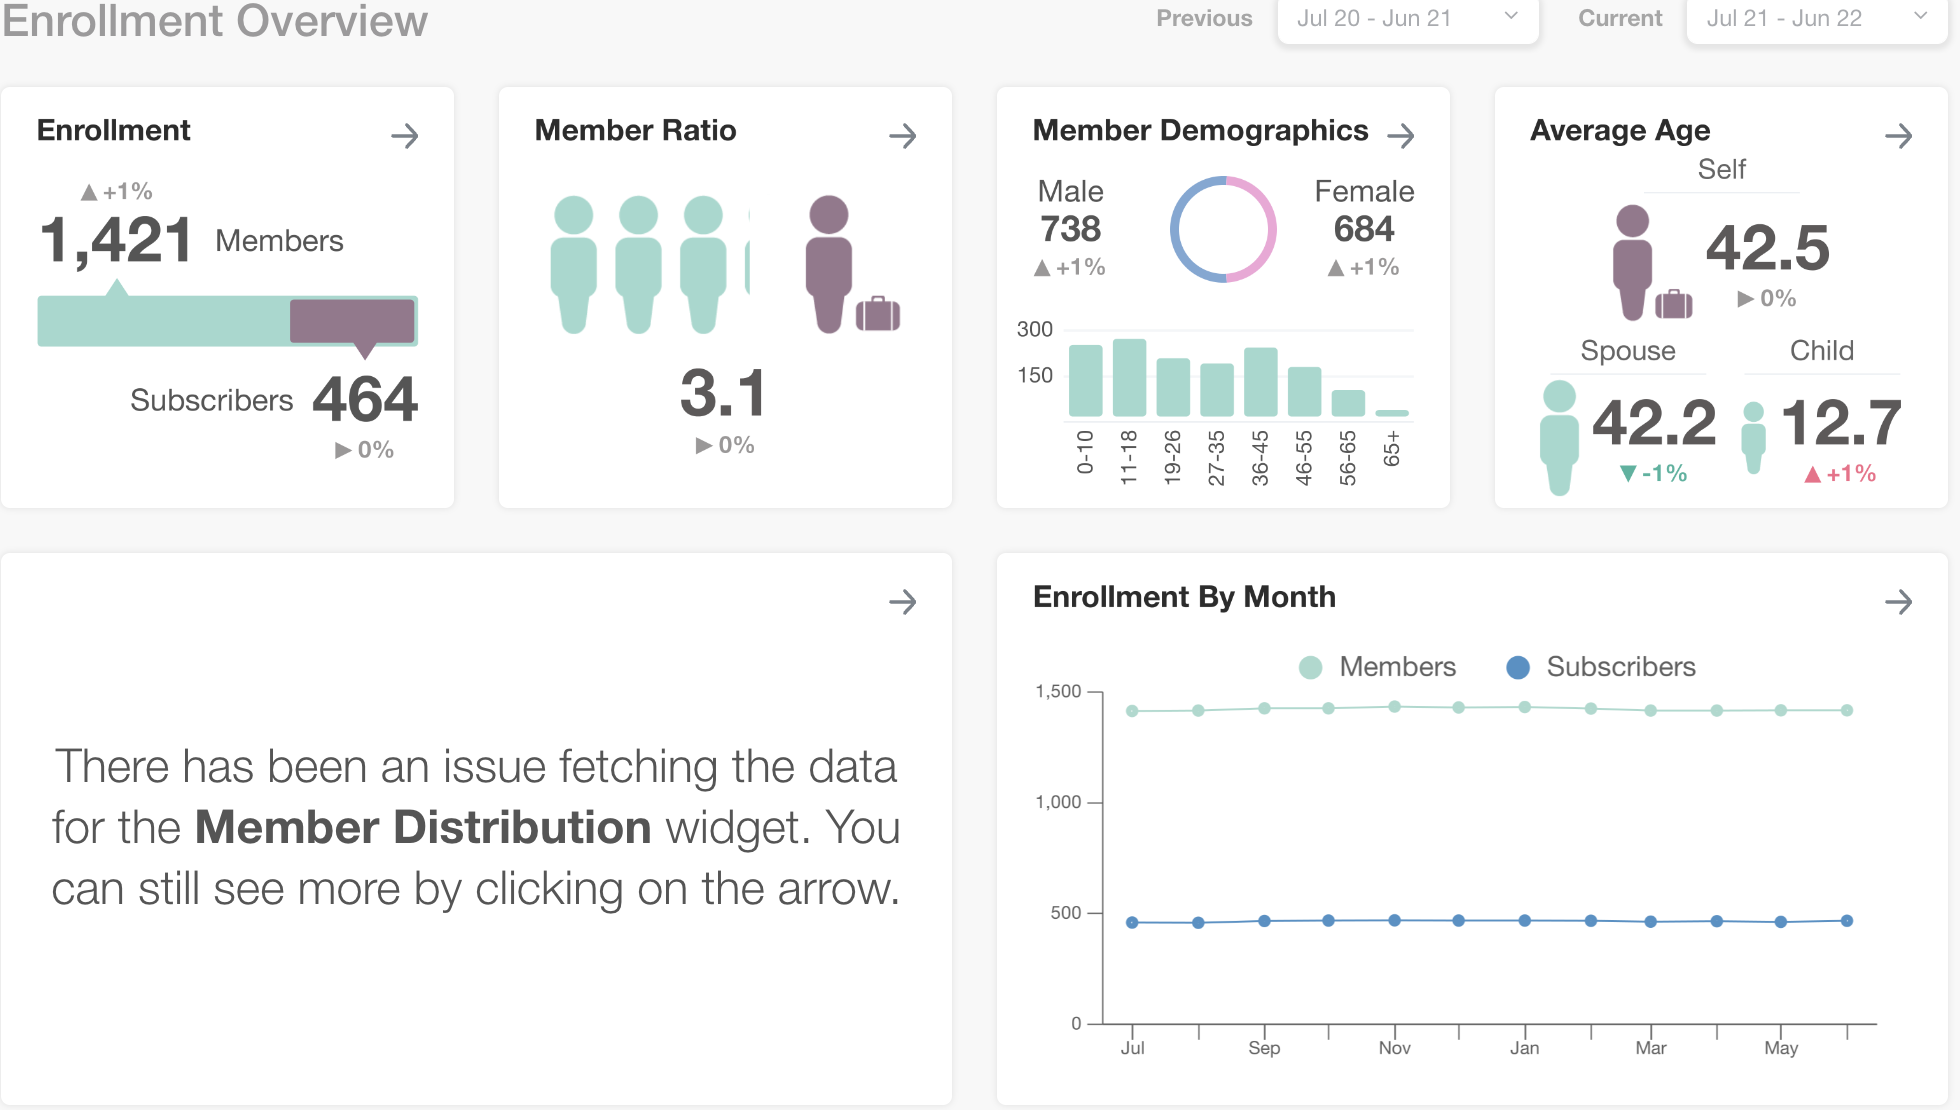 Enrollment Overview
Previous
Jul 20 - Jun 21
Current
Jul 21 - Jun 22
Enrollment
▲ +1%
1,421 Members
Subscribers 464
▶ 0%
Member Ratio
3.1
▶ 0%
Member Demographics
Male
738
▲ +1%
Female
684
▲ +1%
300
150
0-10
11-18
19-26
27-35
36-45
46-55
56-65
65+
Average Age
Self
42.5
▶ 0%
Spouse
42.2
▼ -1%
Child
12.7
▲ +1%
There has been an issue fetching the data
for the Member Distribution widget. You
can still see more by clicking on the arrow.
Enrollment By Month
Members
Subscribers
1,500
1,000
500
0
Jul
Sep
Nov
Jan
Mar
May